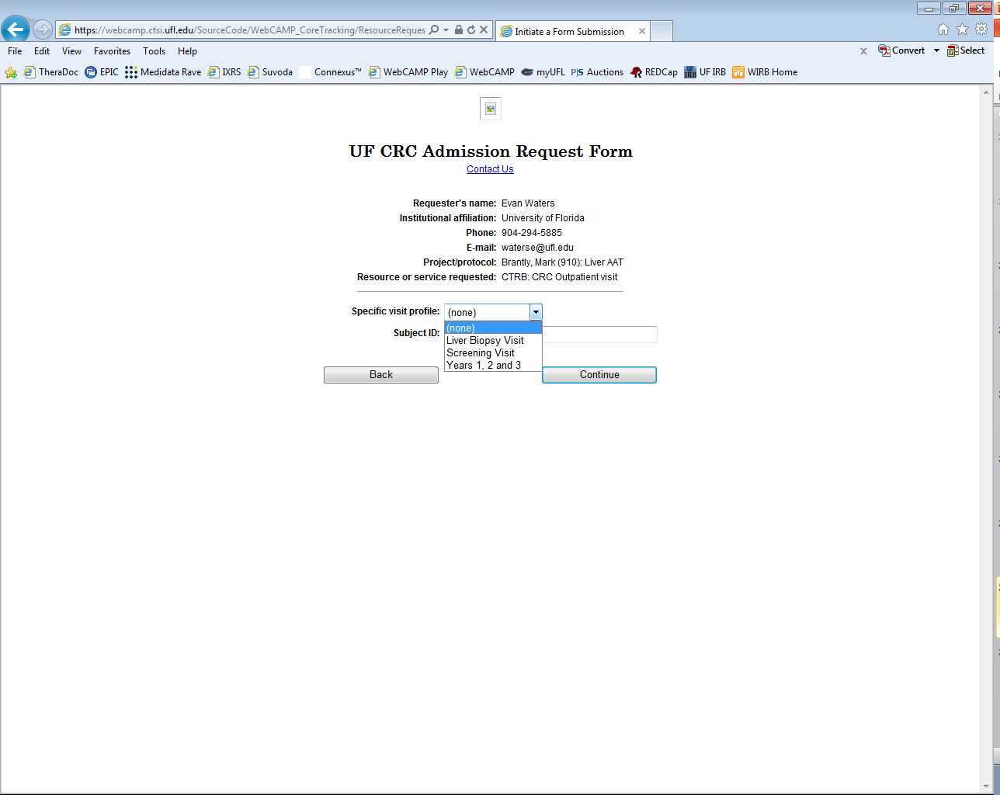 https://webcamp.ctsi.ufl.edu/SourceCode/WebCAMP_CoreTracking/ResourceReques
Initiate a Form Submission
File Edit View Favorites Tools Help
Convert Select
TheraDoc EPIC Medidata Rave IXRS Suvoda Connexus™ WebCAMP Play WebCAMP myUFL P|S Auctions REDCap UF IRB WIRB Home
UF CRC Admission Request Form
Contact Us
Requester's name: Evan Waters
Institutional affiliation: University of Florida
Phone: 904-294-5885
E-mail: waterse@ufl.edu
Project/protocol: Brantly, Mark (910): Liver AAT
Resource or service requested: CTRB: CRC Outpatient visit
Specific visit profile: (none)
(none)
Subject ID:
Liver Biopsy Visit
Screening Visit
Years 1, 2 and 3
Back Continue